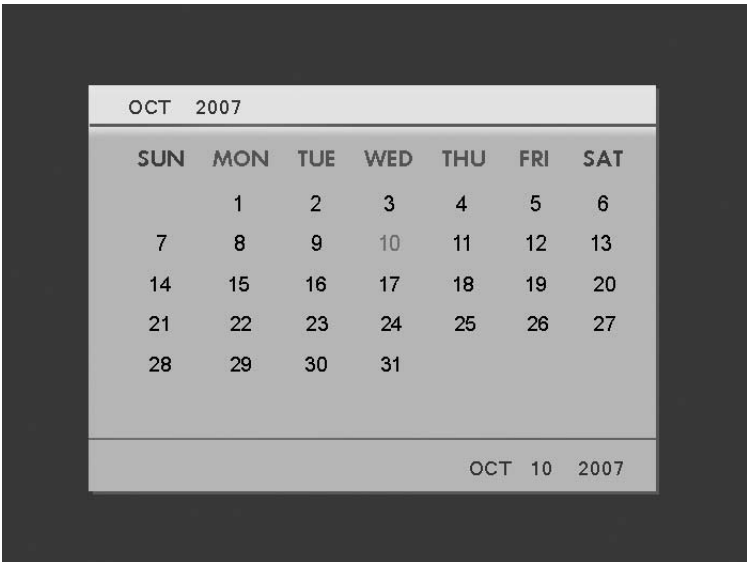 OCT 2007
SUN MON TUE WED THU FRI SAT
1 2 3 4 5 6
7 8 9 10 11 12 13
14 15 16 17 18 19 20
21 22 23 24 25 26 27
28 29 30 31
OCT 10 2007